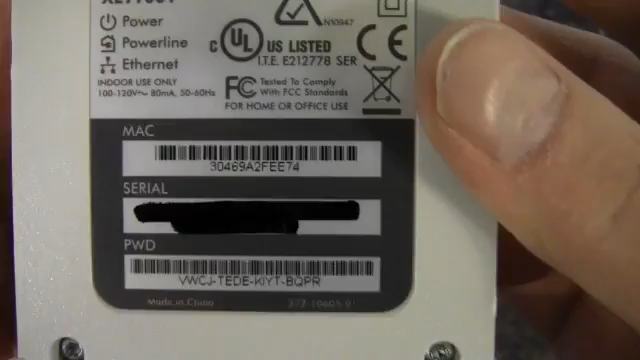 Power
N10947
Powerline
C UL US LISTED
CE
Ethernet
I.T.E. E212778 SER
INDOOR USE ONLY
100-120V~ 80mA, 50-60Hz
FC Tested To Comply
With FCC Standards
FOR HOME OR OFFICE USE
MAC
30469A2FEE74
SERIAL
PWD
VWCJ-TEDE-KIYT-BQPR
Made in China